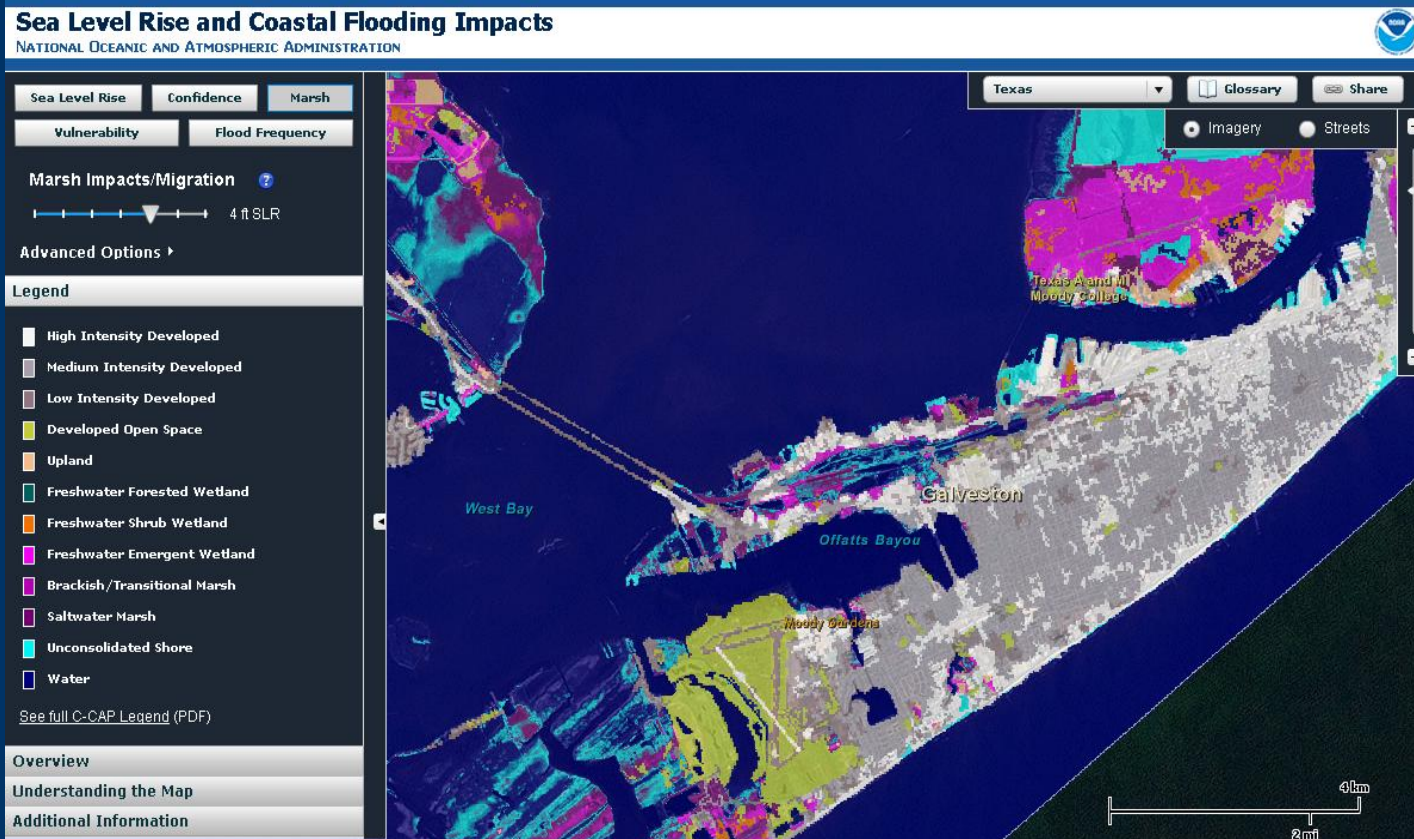 Sea Level Rise and Coastal Flooding Impacts
NATIONAL OCEANIC AND ATMOSPHERIC ADMINISTRATION
NOAA
Sea Level Rise
Confidence
Marsh
Vulnerability
Flood Frequency
Marsh Impacts/Migration ?
4 ft SLR
Advanced Options
Legend
High Intensity Developed
Medium Intensity Developed
Low Intensity Developed
Developed Open Space
Upland
Freshwater Forested Wetland
Freshwater Shrub Wetland
Freshwater Emergent Wetland
Brackish/Transitional Marsh
Saltwater Marsh
Unconsolidated Shore
Water
See full C-CAP Legend (PDF)
Overview
Understanding the Map
Additional Information
Texas
Glossary
Share
Imagery
Streets
Texas A and M
Moody College
Galveston
West Bay
Offatts Bayou
Moody Gardens
4 km
2 mi